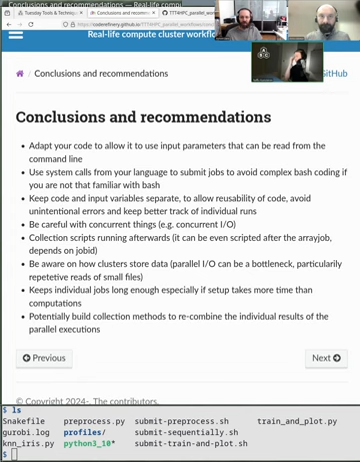 Conclusions and recommendations — Real-life compu
Tuesday Tools & Techniqu
Conclusions and recommen
TTT4HPC_parallel_workf
Real-life compute cluster workflo
Conclusions and recommendations
GitHub
Conclusions and recommendations
• Adapt your code to allow it to use input parameters that can be read from the
command line
• Use system calls from your language to submit jobs to avoid complex bash coding if
you are not that familiar with bash
• Keep code and input variables separate, to allow reusability of code, avoid
unintentional errors and keep better track of individual runs
• Be careful with concurrent things (e.g. concurrent I/O)
• Collection scripts running afterwards (it can be even scripted after the arrayjob,
depends on jobid)
• Be aware on how clusters store data (parallel I/O can be a bottleneck, particularly
repetetive reads of small files)
• Keeps individual jobs long enough especially if setup takes more time than
computations
• Potentially build collection methods to re-combine the individual results of the
parallel executions
Previous
Next
© Copyright 2024-, The contributors.
$ ls
Snakefile preprocess.py submit-preprocess.sh train_and_plot.py
gurobi.log profiles/ submit-sequentially.sh
knn_iris.py python3_10* submit-train-and-plot.sh
$